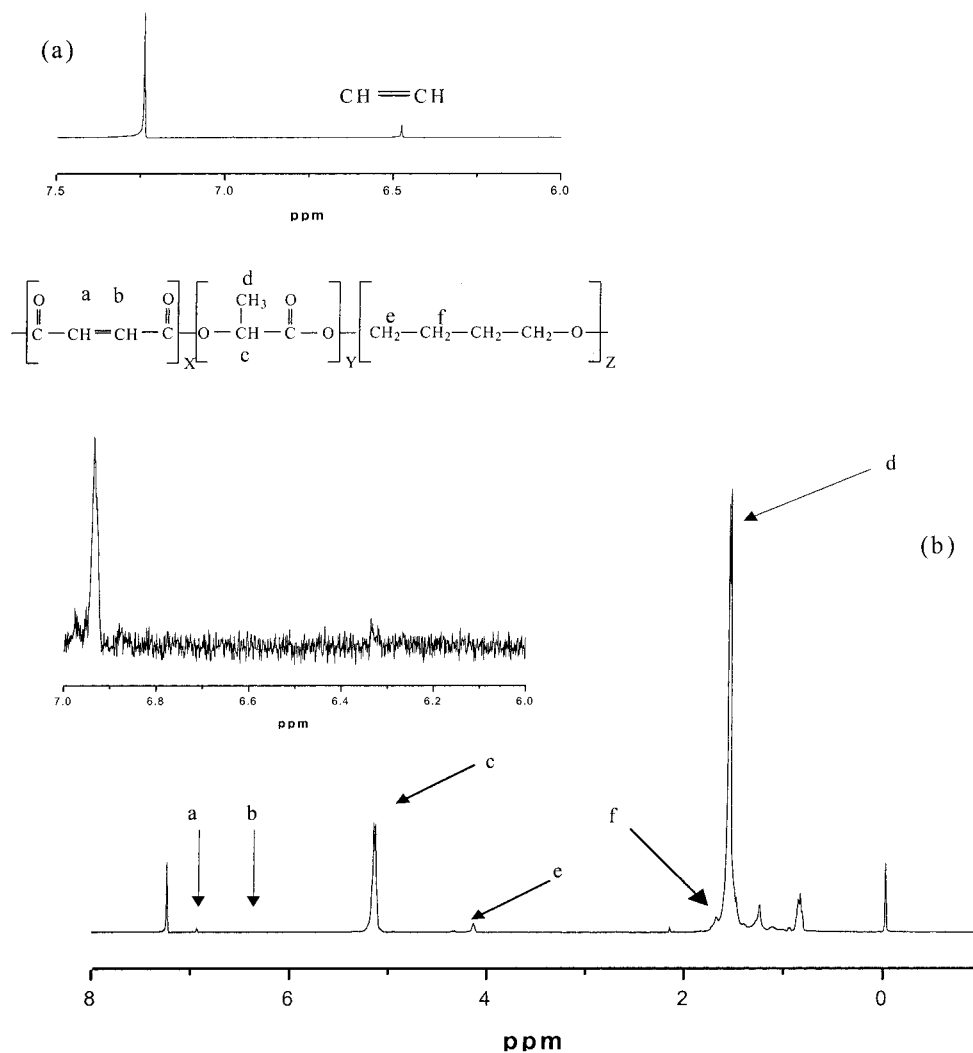 (a)
CH CH
7.5 7.0 6.5 6.0
ppm
a b d
O O CH3 O e f
C CH CH C O CH C O CH2 CH2 CH2 CH2 O
c
X Y Z
d
(b)
7.0 6.8 6.6 6.4 6.2 6.0
ppm
c
a b
f
e
8 6 4 2 0
ppm